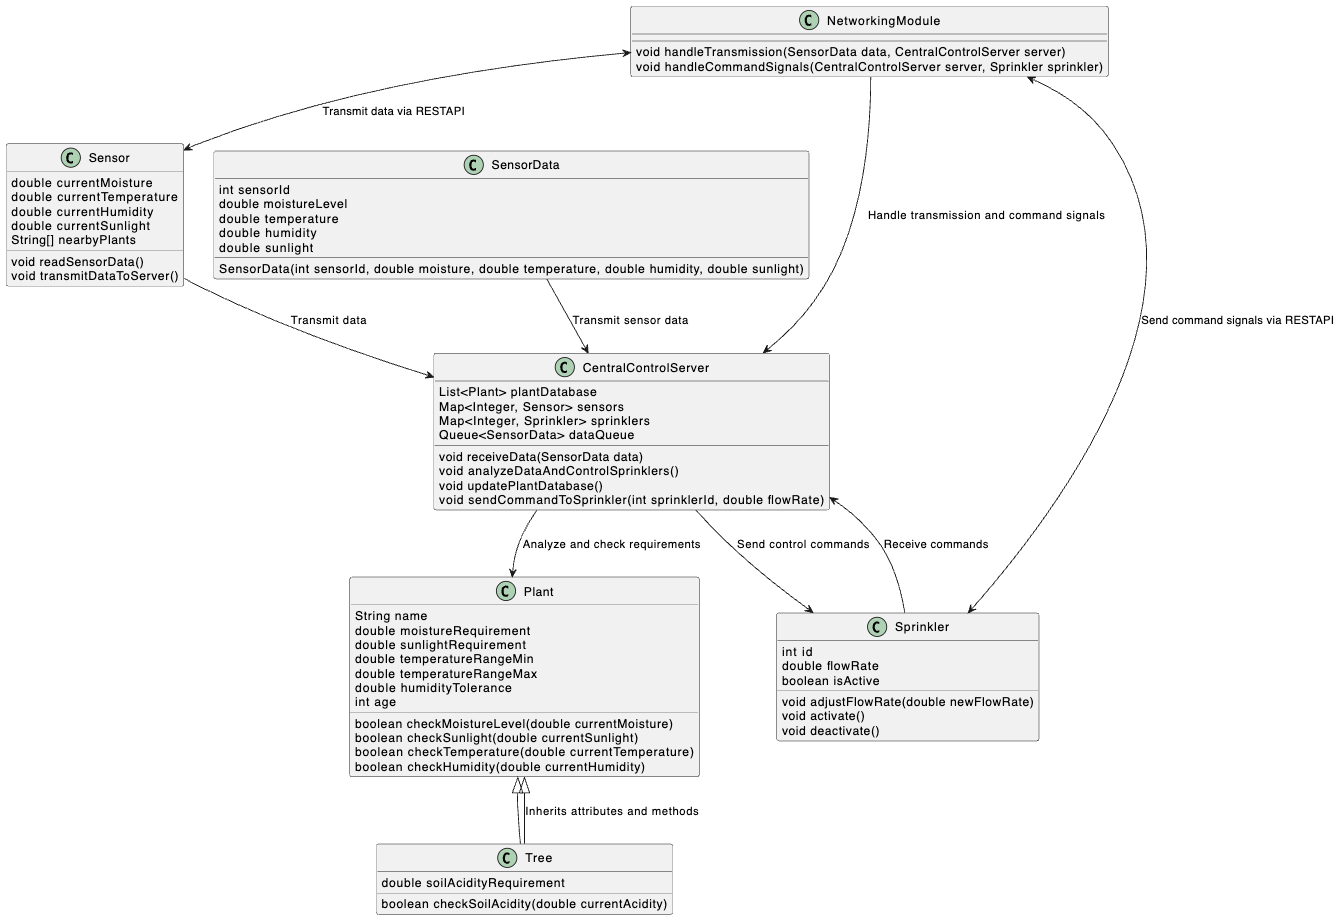 C NetworkingModule
void handleTransmission(SensorData data, CentralControlServer server)
void handleCommandSignals(CentralControlServer server, Sprinkler sprinkler)
Transmit data via RESTAPI
C Sensor
double currentMoisture
double currentTemperature
double currentHumidity
double currentSunlight
String[] nearbyPlants
void readSensorData()
void transmitDataToServer()
C SensorData
int sensorId
double moistureLevel
double temperature
double humidity
double sunlight
SensorData(int sensorId, double moisture, double temperature, double humidity, double sunlight)
Handle transmission and command signals
Transmit data
Transmit sensor data
Send command signals via RESTAPI
C CentralControlServer
List<Plant> plantDatabase
Map<Integer, Sensor> sensors
Map<Integer, Sprinkler> sprinklers
Queue<SensorData> dataQueue
void receiveData(SensorData data)
void analyzeDataAndControlSprinklers()
void updatePlantDatabase()
void sendCommandToSprinkler(int sprinklerId, double flowRate)
Analyze and check requirements
Send control commands
Receive commands
C Plant
String name
double moistureRequirement
double sunlightRequirement
double temperatureRangeMin
double temperatureRangeMax
double humidityTolerance
int age
boolean checkMoistureLevel(double currentMoisture)
boolean checkSunlight(double currentSunlight)
boolean checkTemperature(double currentTemperature)
boolean checkHumidity(double currentHumidity)
C Sprinkler
int id
double flowRate
boolean isActive
void adjustFlowRate(double newFlowRate)
void activate()
void deactivate()
Inherits attributes and methods
C Tree
double soilAcidityRequirement
boolean checkSoilAcidity(double currentAcidity)